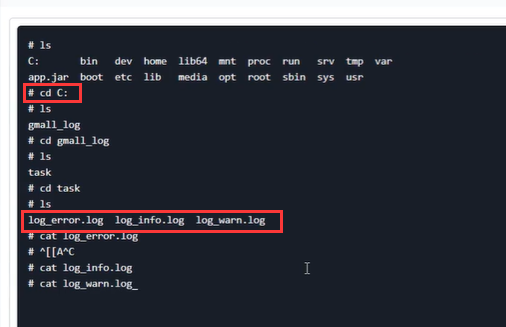 # ls
C:       bin   dev  home  lib64  mnt  proc  run   srv  tmp  var
app.jar  boot  etc  lib   media  opt  root  sbin  sys  usr
# cd C:
# ls
gmall_log
# cd gmall_log
# ls
task
# cd task
# ls
log_error.log  log_info.log  log_warn.log
# cat log_error.log
# ^[[A^C
# cat log_info.log
# cat log_warn.log_